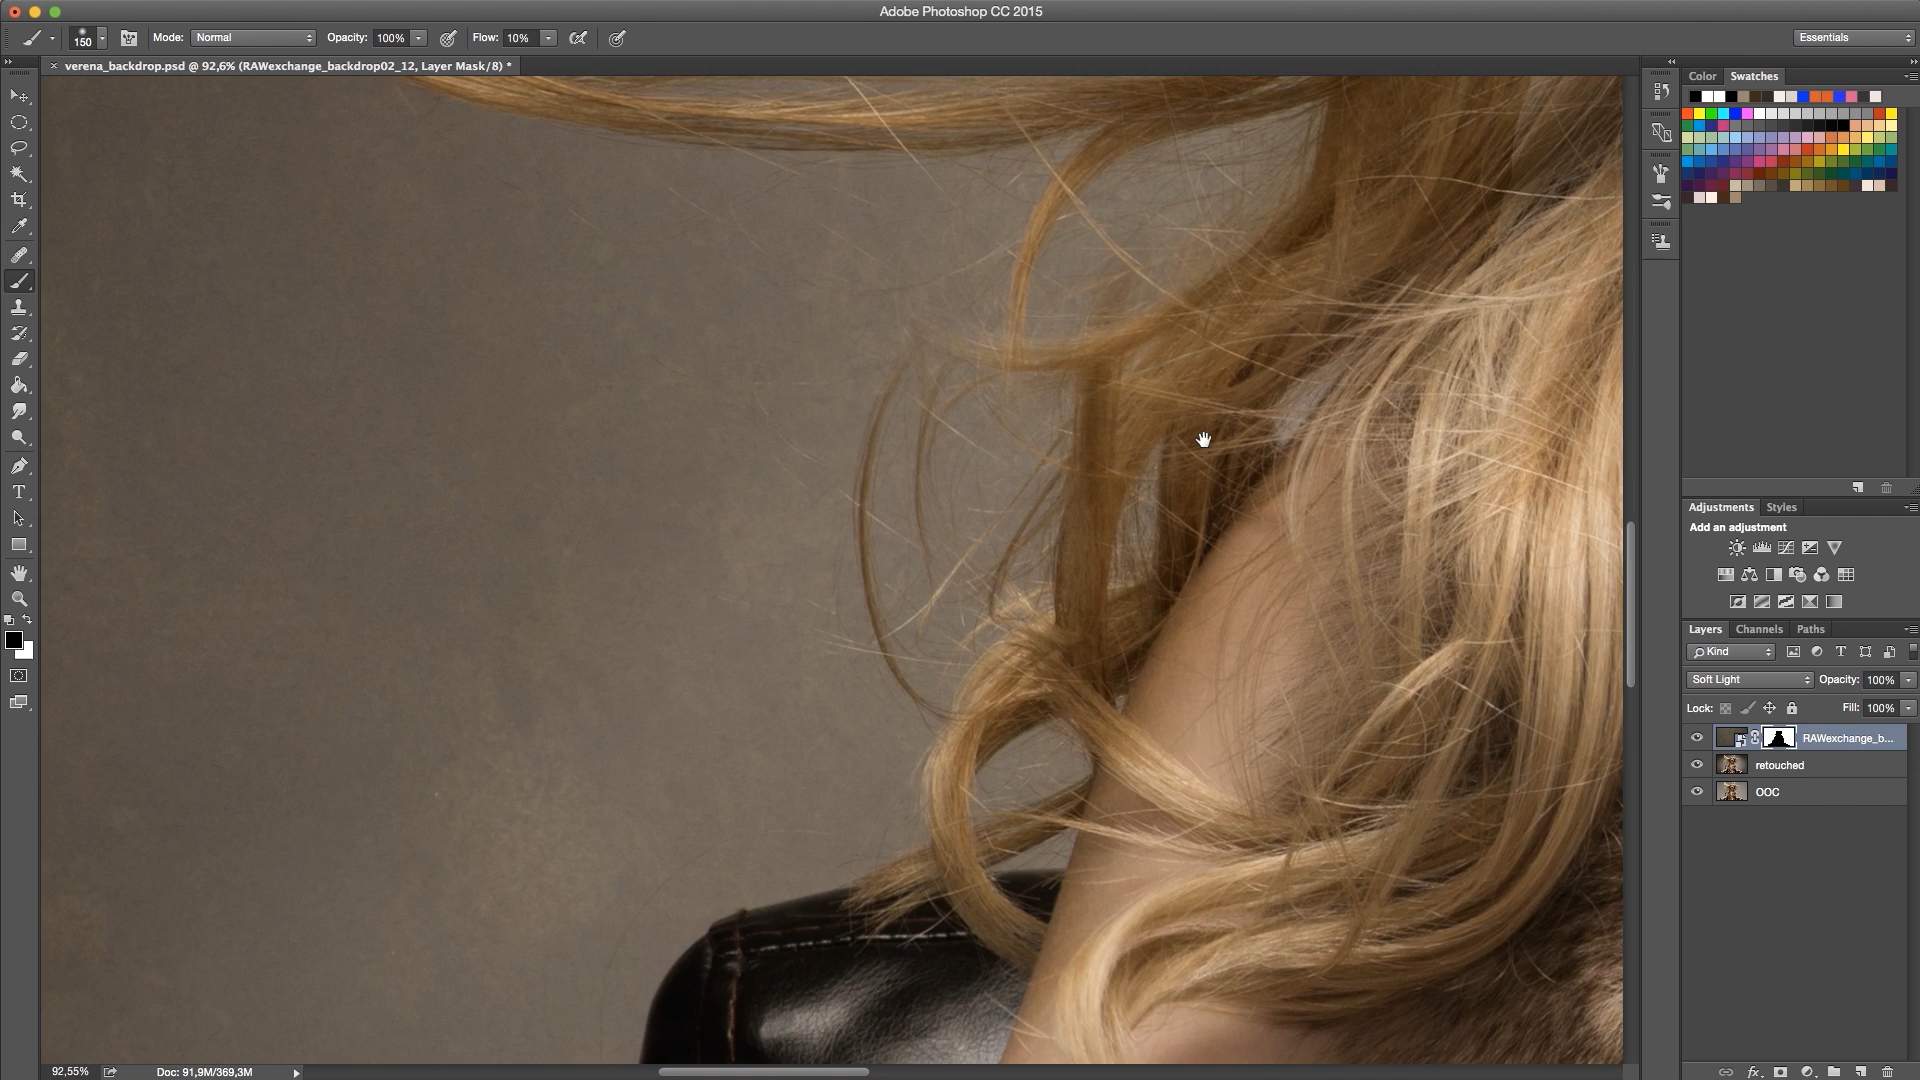 Adobe Photoshop CC 2015
150
Mode: Normal Opacity: 100% Flow: 10%
Essentials
verena_backdrop.psd @ 92,6% (RAWexchange_backdrop02_12, Layer Mask/8) *
Color Swatches
Adjustments Styles
Add an adjustment
Layers Channels Paths
Kind
Soft Light Opacity: 100%
Lock: Fill: 100%
RAWexchange_b...
retouched
OOC
92,55% Doc: 91,9M/369,3M